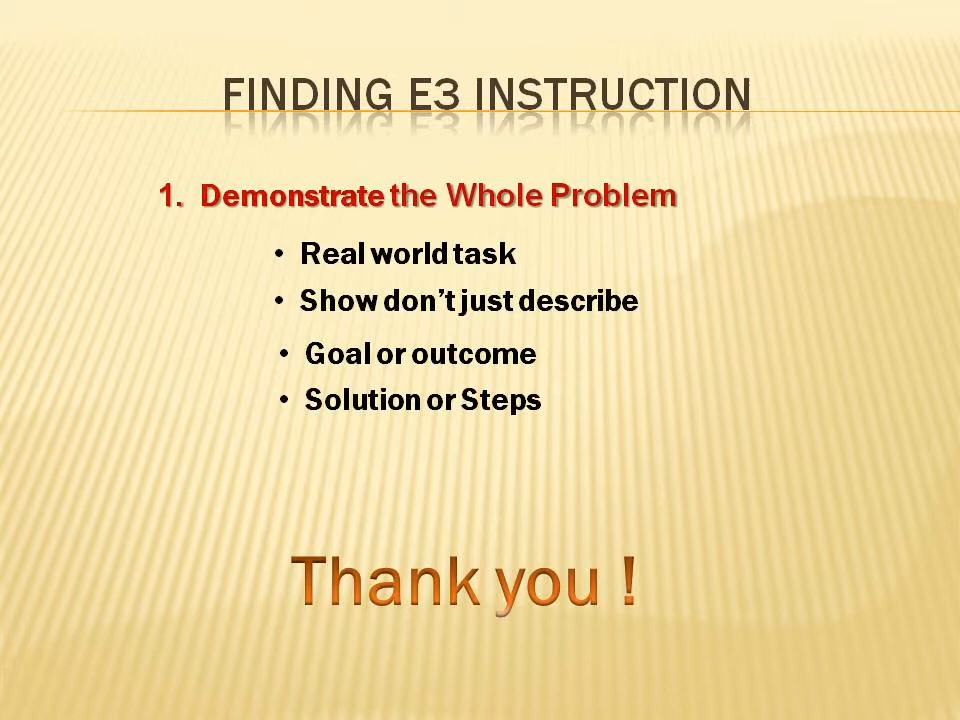 FINDING E3 INSTRUCTION
1. Demonstrate the Whole Problem
• Real world task
• Show don’t just describe
• Goal or outcome
• Solution or Steps
Thank you !